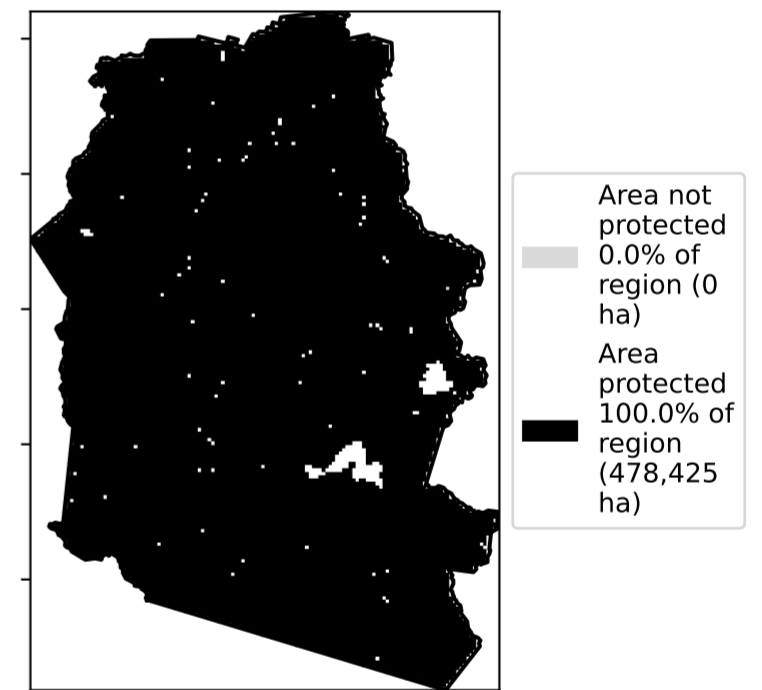 Area not
protected
0.0% of
region (0
ha)
Area
protected
100.0% of
region
(478,425
ha)